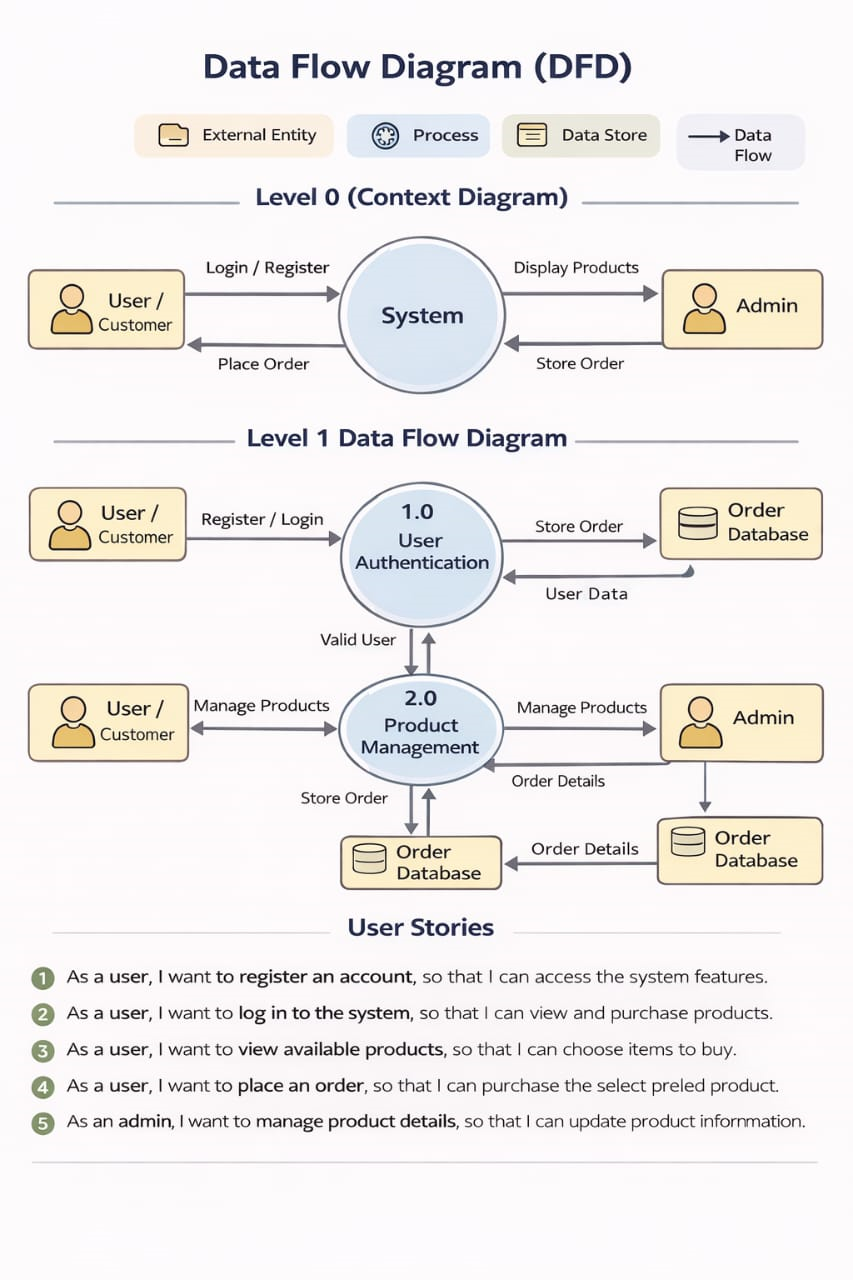 Data Flow Diagram (DFD)
External Entity
Process
Data Store
Data
Flow
Level 0 (Context Diagram)
User /
Customer
Login / Register
Place Order
System
Display Products
Store Order
Admin
Level 1 Data Flow Diagram
User /
Customer
Register / Login
1.0
User
Authentication
Store Order
User Data
Order
Database
Valid User
User /
Customer
Manage Products
2.0
Product
Management
Manage Products
Order Details
Admin
Store Order
Order
Database
Order Details
Order
Database
User Stories
1 As a user, I want to register an account, so that I can access the system features.
2 As a user, I want to log in to the system, so that I can view and purchase products.
3 As a user, I want to view available products, so that I can choose items to buy.
4 As a user, I want to place an order, so that I can purchase the select preled product.
5 As an admin, I want to manage product details, so that I can update product infornmation.